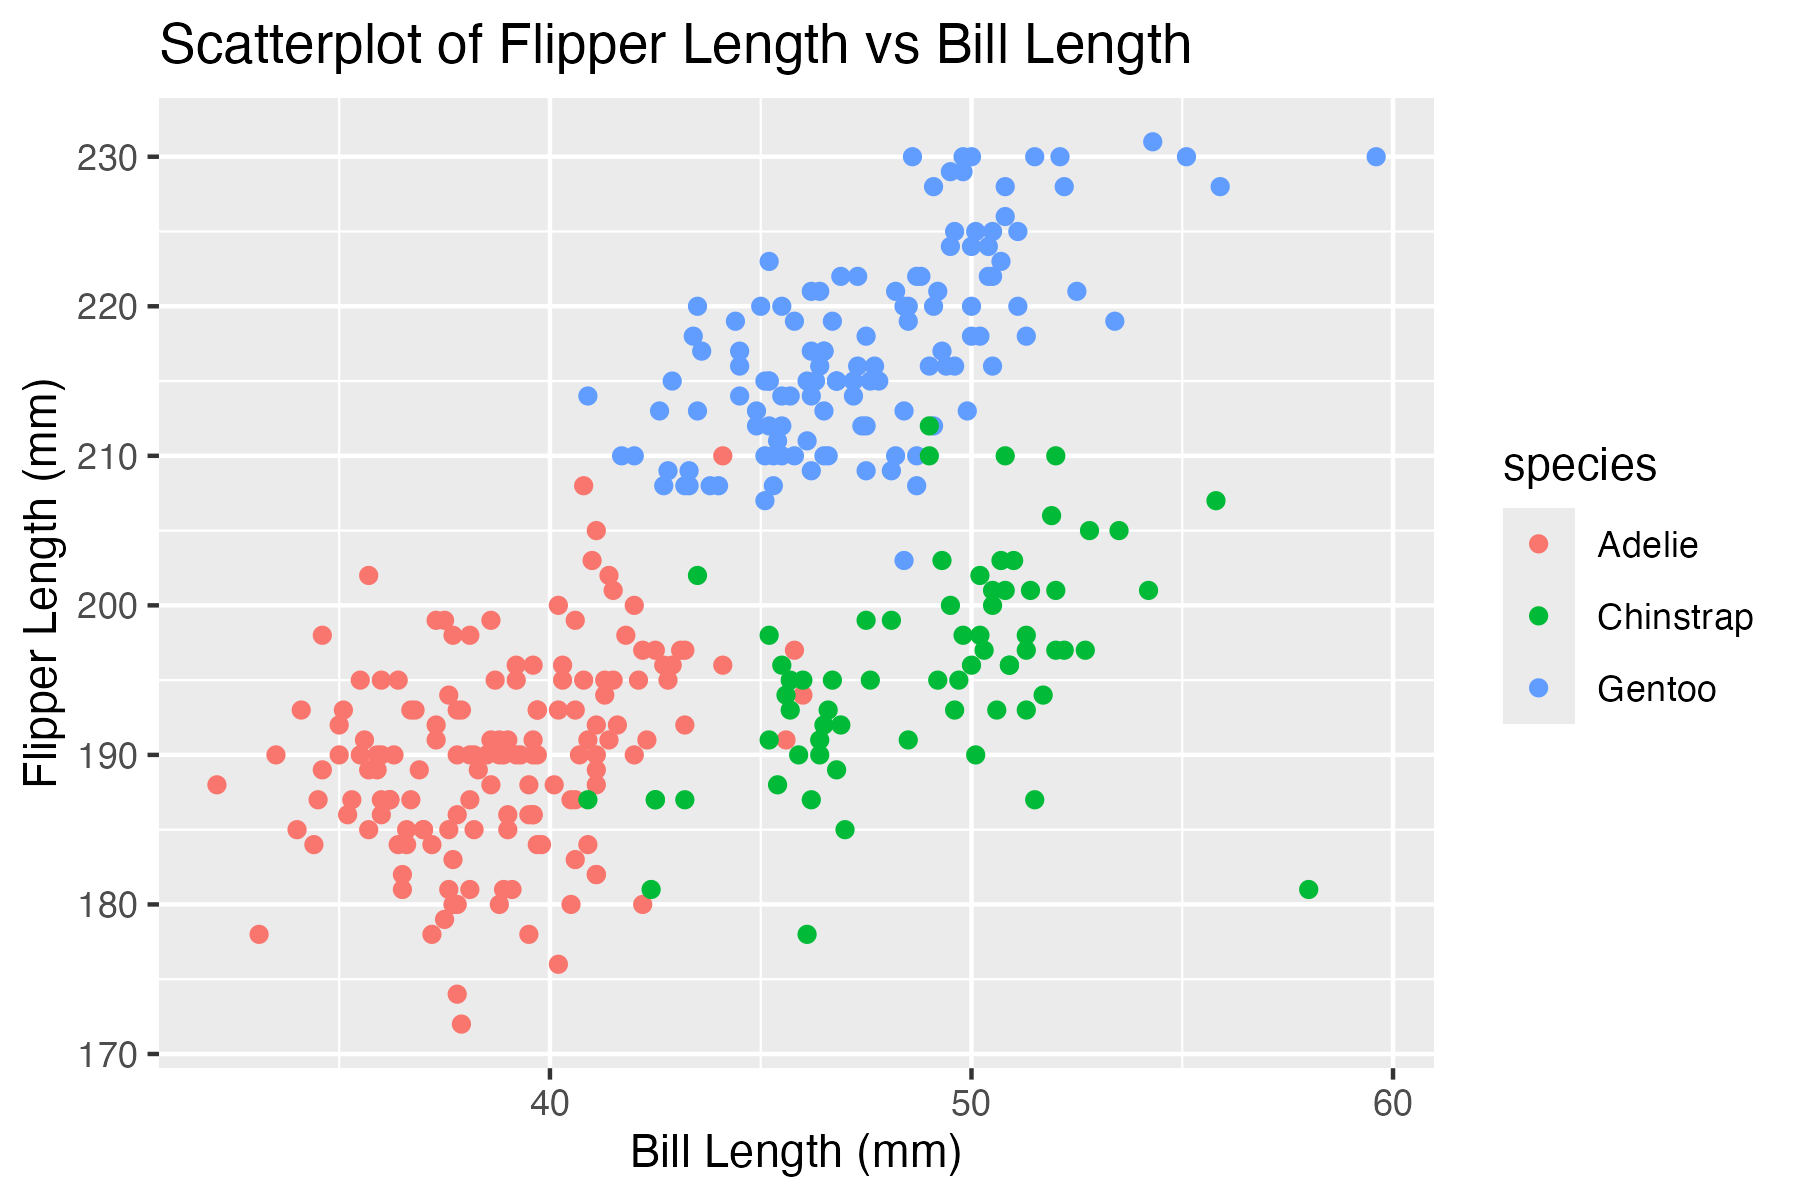 Scatterplot of Flipper Length vs Bill Length
230
220
210
200
190
180
170
Flipper Length (mm)
40 50 60
Bill Length (mm)
species
Adelie
Chinstrap
Gentoo